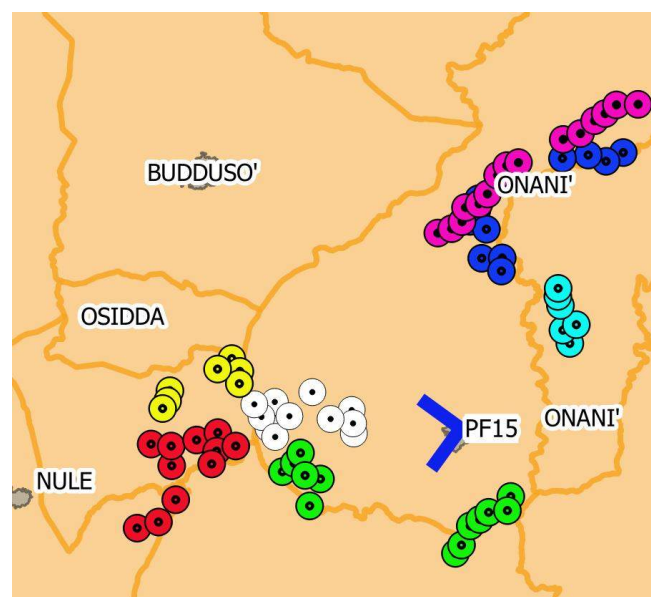 BUDDUSO'
ONANI'
OSIDDA
ONANI'
PF15
NULE